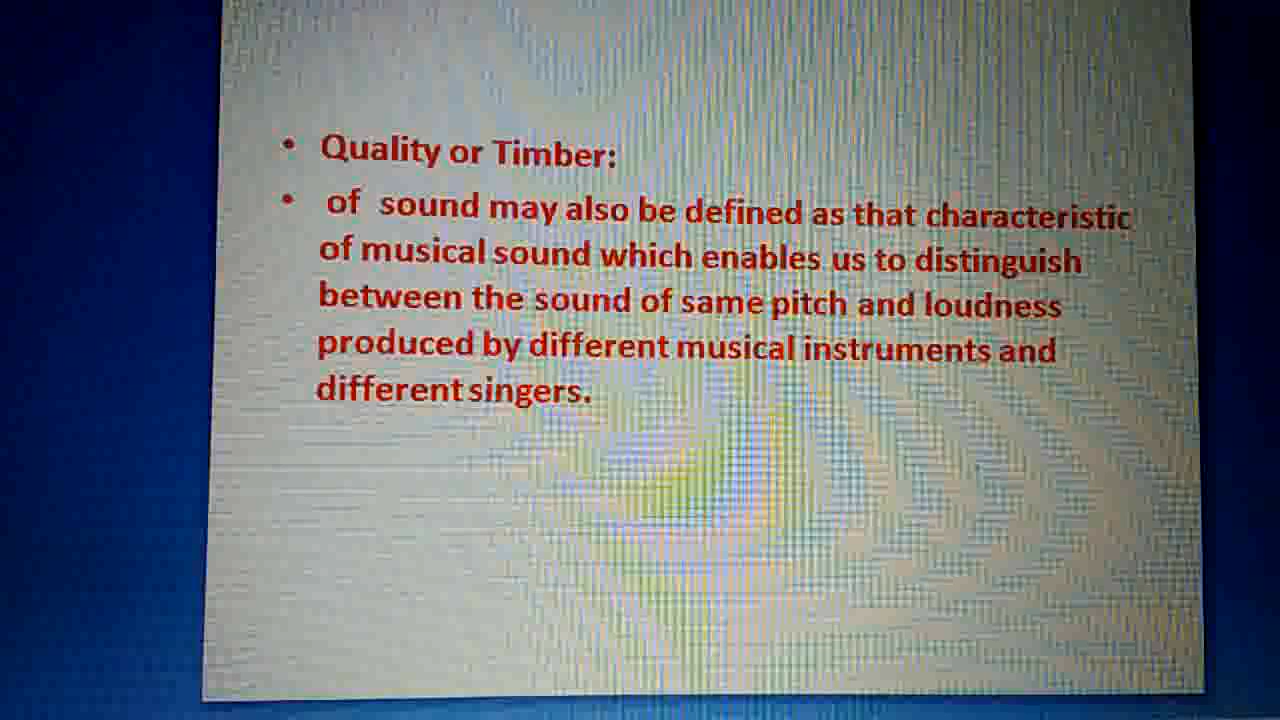 • Quality or Timber:
• of sound may also be defined as that characteristic
of musical sound which enables us to distinguish
between the sound of same pitch and loudness
produced by different musical instruments and
different singers.